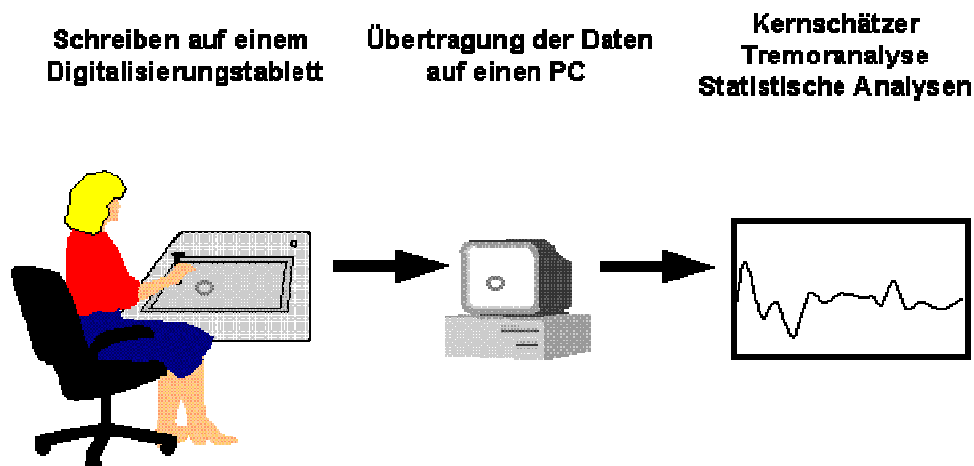 Schreiben auf einem
Digitalisierungstablett
Übertragung der Daten
auf einen PC
Kernschätzer
Tremoranalyse
Statistische Analysen